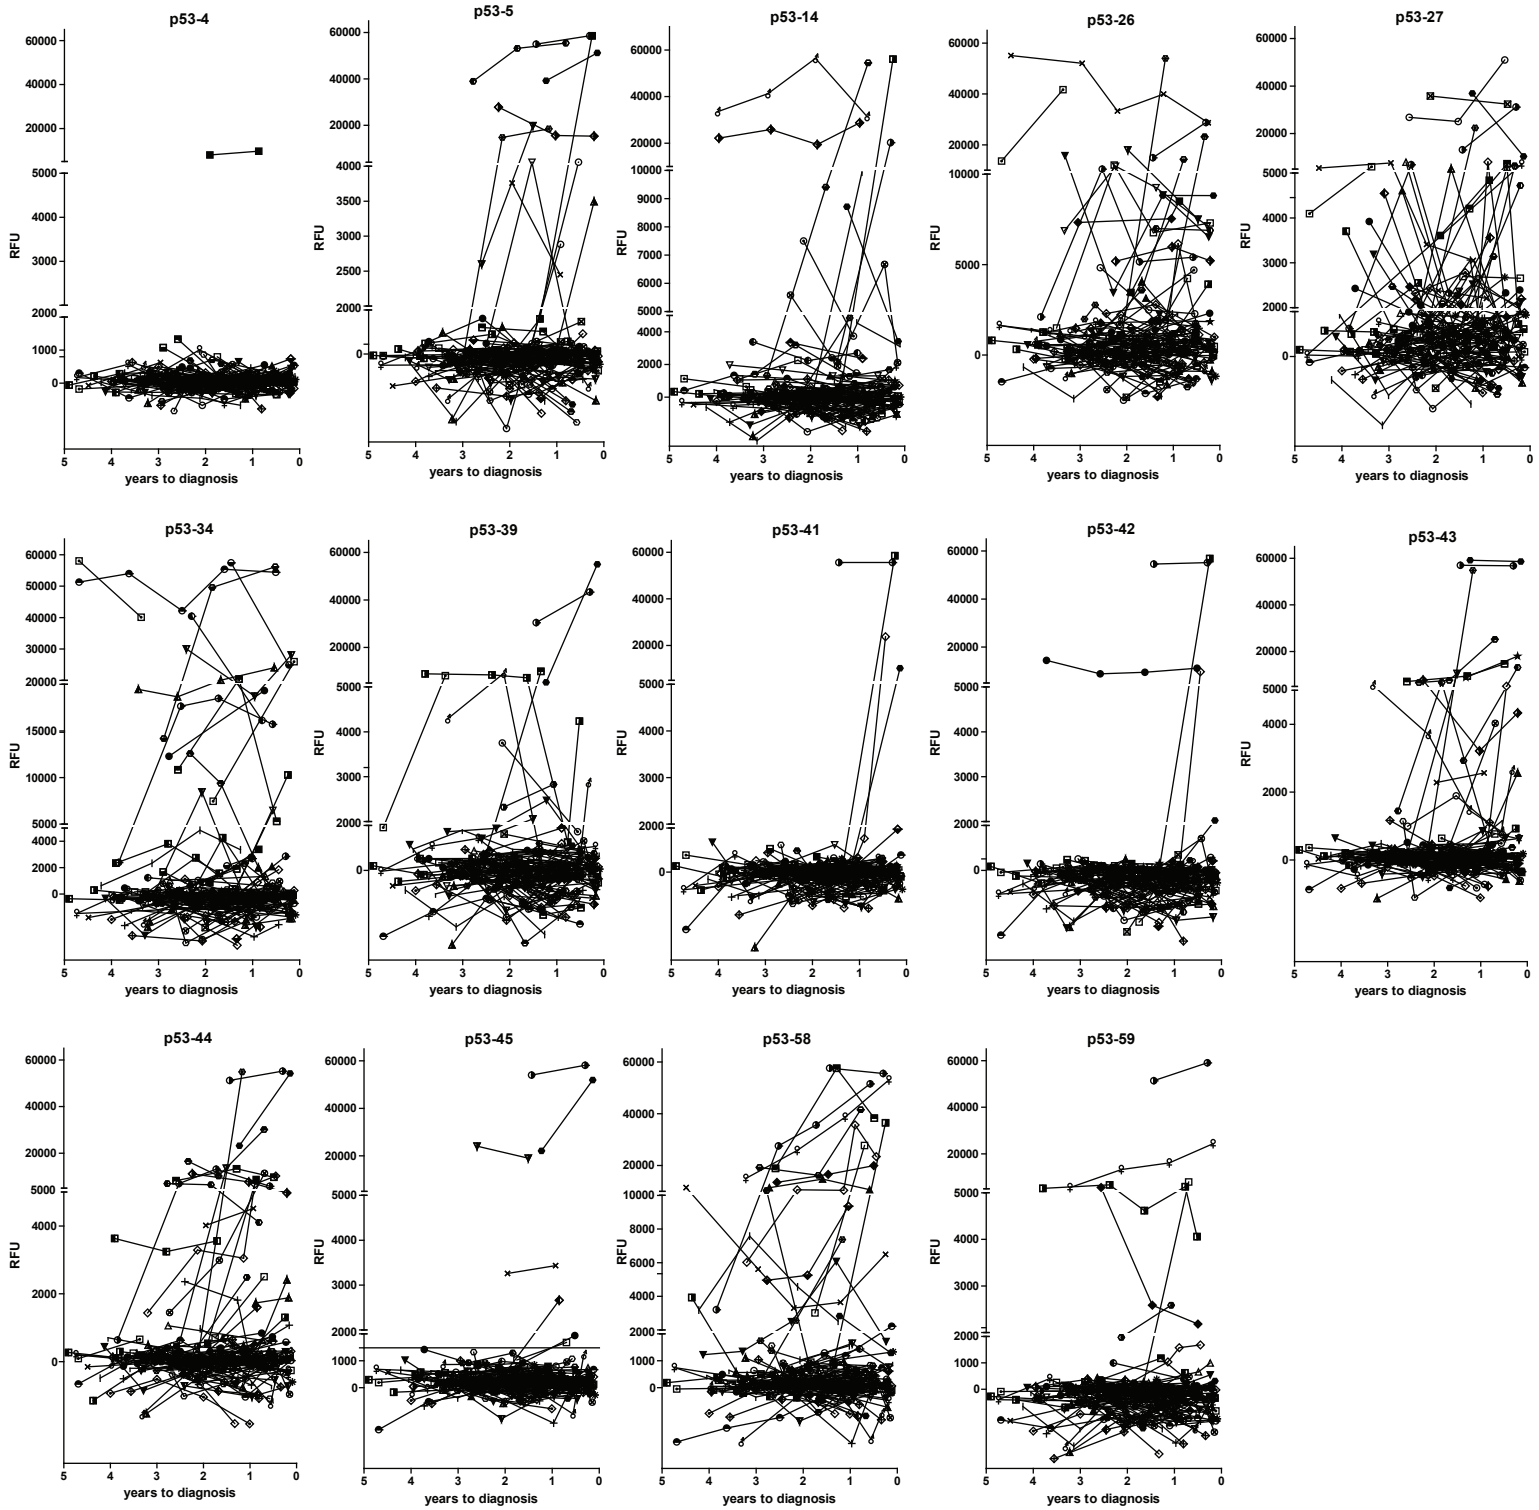 p53-4
60000
40000
20000
5000
4000
3000
2000
1000
0
RFU
5 4 3 2 1 0
years to diagnosis
p53-5
60000
40000
20000
4000
3500
3000
2500
2000
0
RFU
5 4 3 2 1 0
years to diagnosis
p53-14
60000
40000
20000
10000
9000
8000
7000
6000
5000
4000
2000
0
RFU
5 4 3 2 1 0
years to diagnosis
p53-26
60000
40000
20000
10000
5000
0
RFU
5 4 3 2 1 0
years to diagnosis
p53-27
60000
40000
20000
5000
4000
3000
2000
0
RFU
5 4 3 2 1 0
years to diagnosis
p53-34
60000
50000
40000
30000
20000
15000
10000
5000
4000
2000
0
RFU
5 4 3 2 1 0
years to diagnosis
p53-39
60000
40000
20000
5000
4000
3000
2000
0
RFU
5 4 3 2 1 0
years to diagnosis
p53-41
60000
40000
20000
5000
4000
3000
2000
0
RFU
5 4 3 2 1 0
years to diagnosis
p53-42
60000
40000
20000
5000
4000
3000
2000
0
RFU
5 4 3 2 1 0
years to diagnosis
p53-43
60000
40000
20000
5000
4000
2000
0
RFU
5 4 3 2 1 0
years to diagnosis
p53-44
60000
40000
20000
5000
4000
2000
0
RFU
5 4 3 2 1 0
years to diagnosis
p53-45
60000
40000
20000
5000
4000
3000
2000
1000
0
RFU
5 4 3 2 1 0
years to diagnosis
p53-58
60000
40000
20000
10000
8000
6000
4000
2000
1000
0
RFU
5 4 3 2 1 0
years to diagnosis
p53-59
60000
40000
20000
5000
4000
3000
2000
1000
0
RFU
5 4 3 2 1 0
years to diagnosis